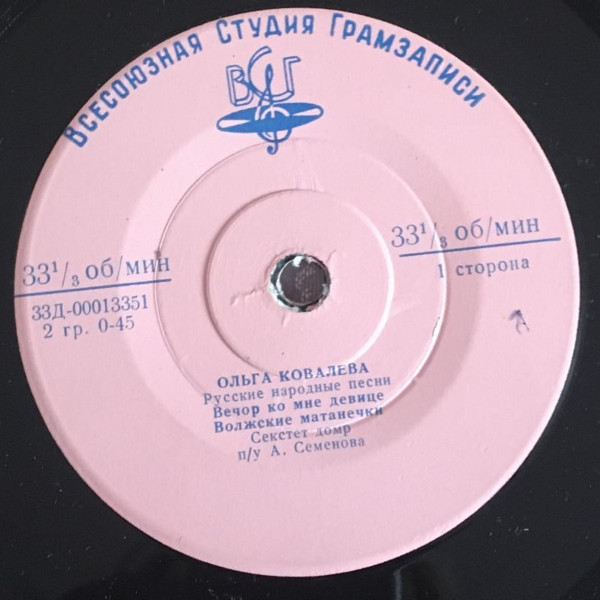 Всесоюзная Студия Грамзаписи
ВСГ
33¹/₃ об/мин
33Д-00013351
2 гр. 0-45
33¹/₃ об/мин
1 сторона
ОЛЬГА КОВАЛЕВА
Русские народные песни
Вечор ко мне девице
Волжские матанечки
Секстет домр
п/у А. Семенова